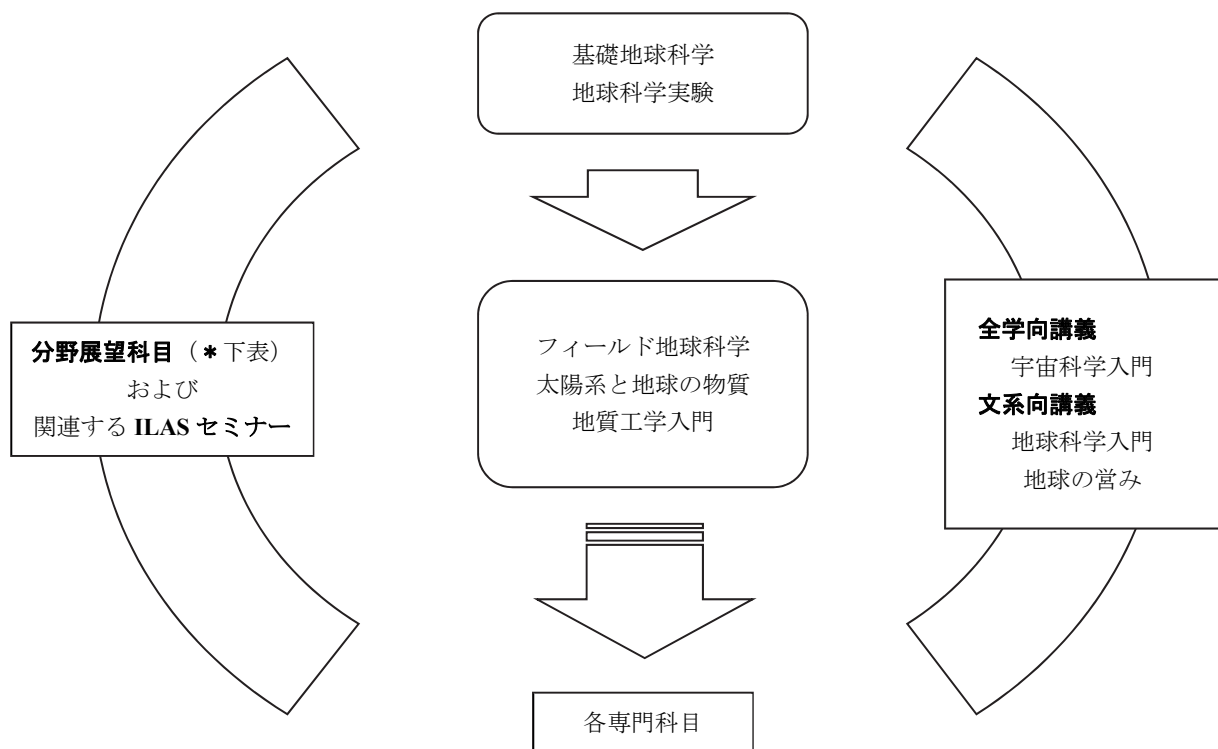 基礎地球科学
地球科学実験
分野展望科目（＊下表）
および
関連する ILAS セミナー
フィールド地球科学
太陽系と地球の物質
地質工学入門
全学向講義
宇宙科学入門
文系向講義
地球科学入門
地球の営み
各専門科目